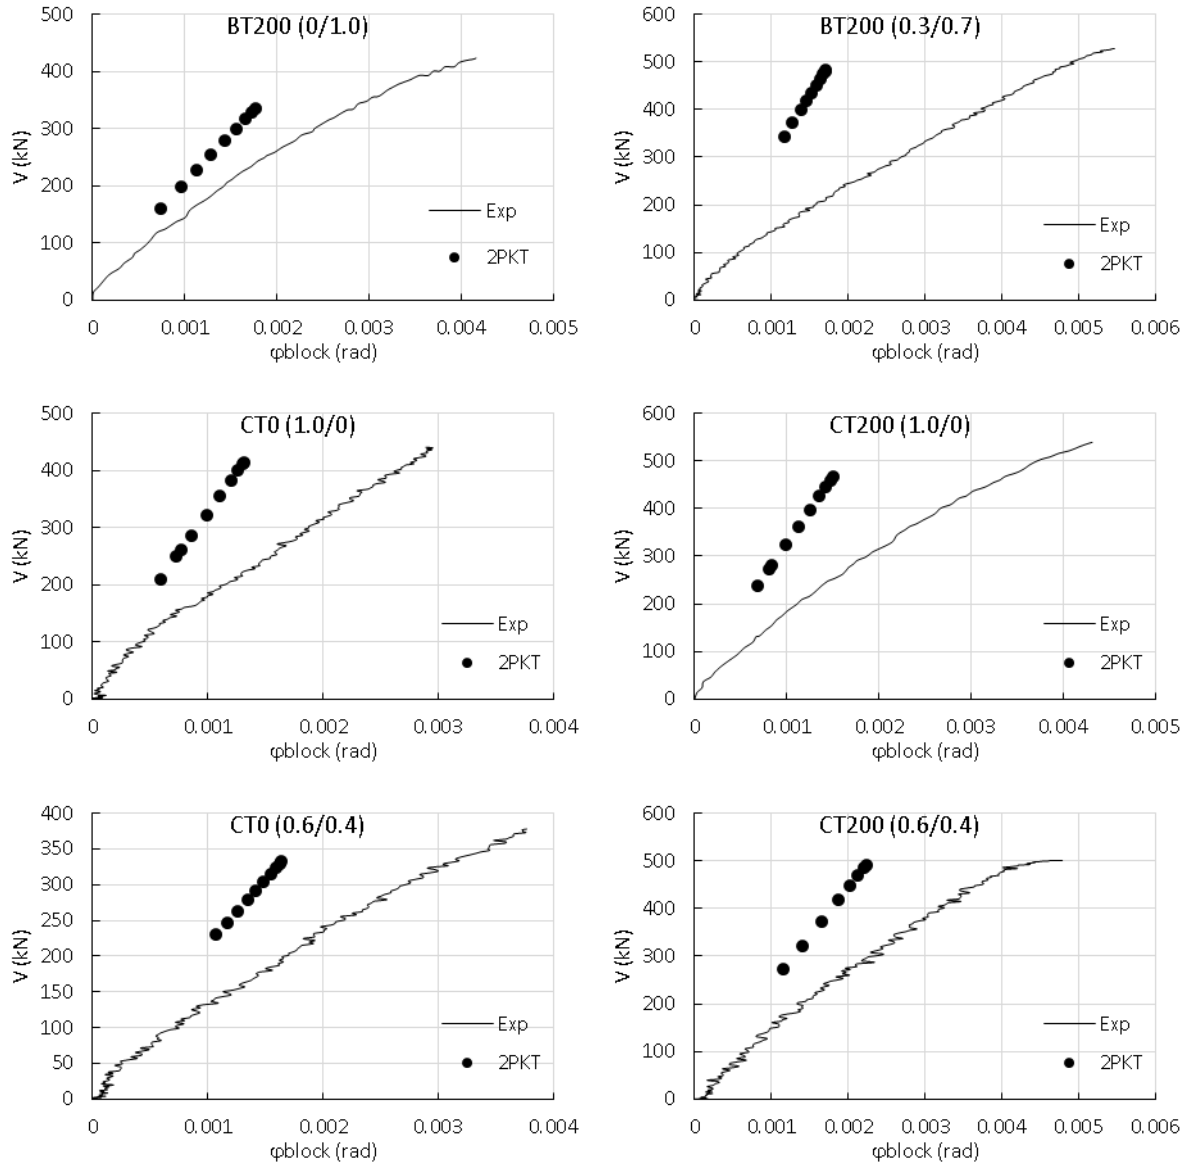 BT200 (0/1.0)
500
400
300
200
100
0
V (kN)
Exp
2PKT
0 0.001 0.002 0.003 0.004 0.005
φblock (rad)
BT200 (0.3/0.7)
600
500
400
300
200
100
0
V (kN)
Exp
2PKT
0 0.001 0.002 0.003 0.004 0.005 0.006
φblock (rad)
CT0 (1.0/0)
500
400
300
200
100
0
V (kN)
Exp
2PKT
0 0.001 0.002 0.003 0.004
φblock (rad)
CT200 (1.0/0)
600
500
400
300
200
100
0
V (kN)
Exp
2PKT
0 0.001 0.002 0.003 0.004 0.005
φblock (rad)
CT0 (0.6/0.4)
400
350
300
250
200
150
100
50
0
V (kN)
Exp
2PKT
0 0.001 0.002 0.003 0.004
φblock (rad)
CT200 (0.6/0.4)
600
500
400
300
200
100
0
V (kN)
Exp
2PKT
0 0.001 0.002 0.003 0.004 0.005 0.006
φblock (rad)